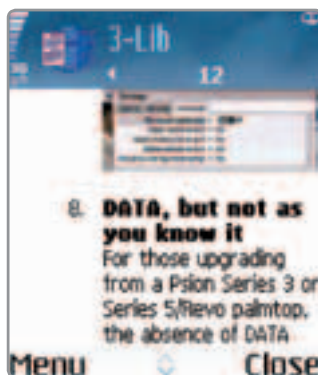 3-Lib
12
8. DATA, but not as
you know it
For those upgrading
from a Psion Series 3 or
Series 5/Revo palmtop,
the absence of DATA
Menu Close